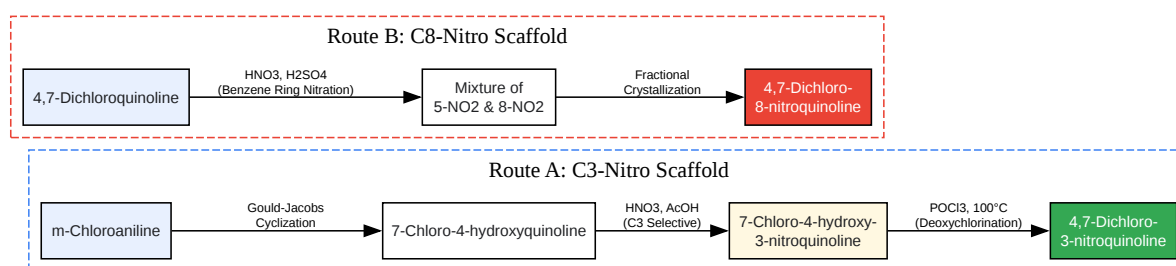 Route B: C8-Nitro Scaffold
4,7-Dichloroquinoline
HNO3, H2SO4
(Benzene Ring Nitration)
Mixture of
5-NO2 & 8-NO2
Fractional
Crystallization
4,7-Dichloro-
8-nitroquinoline
Route A: C3-Nitro Scaffold
m-Chloroaniline
Gould-Jacobs
Cyclization
7-Chloro-4-hydroxyquinoline
HNO3, AcOH
(C3 Selective)
7-Chloro-4-hydroxy-
3-nitroquinoline
POCl3, 100°C
(Deoxychlorination)
4,7-Dichloro-
3-nitroquinoline